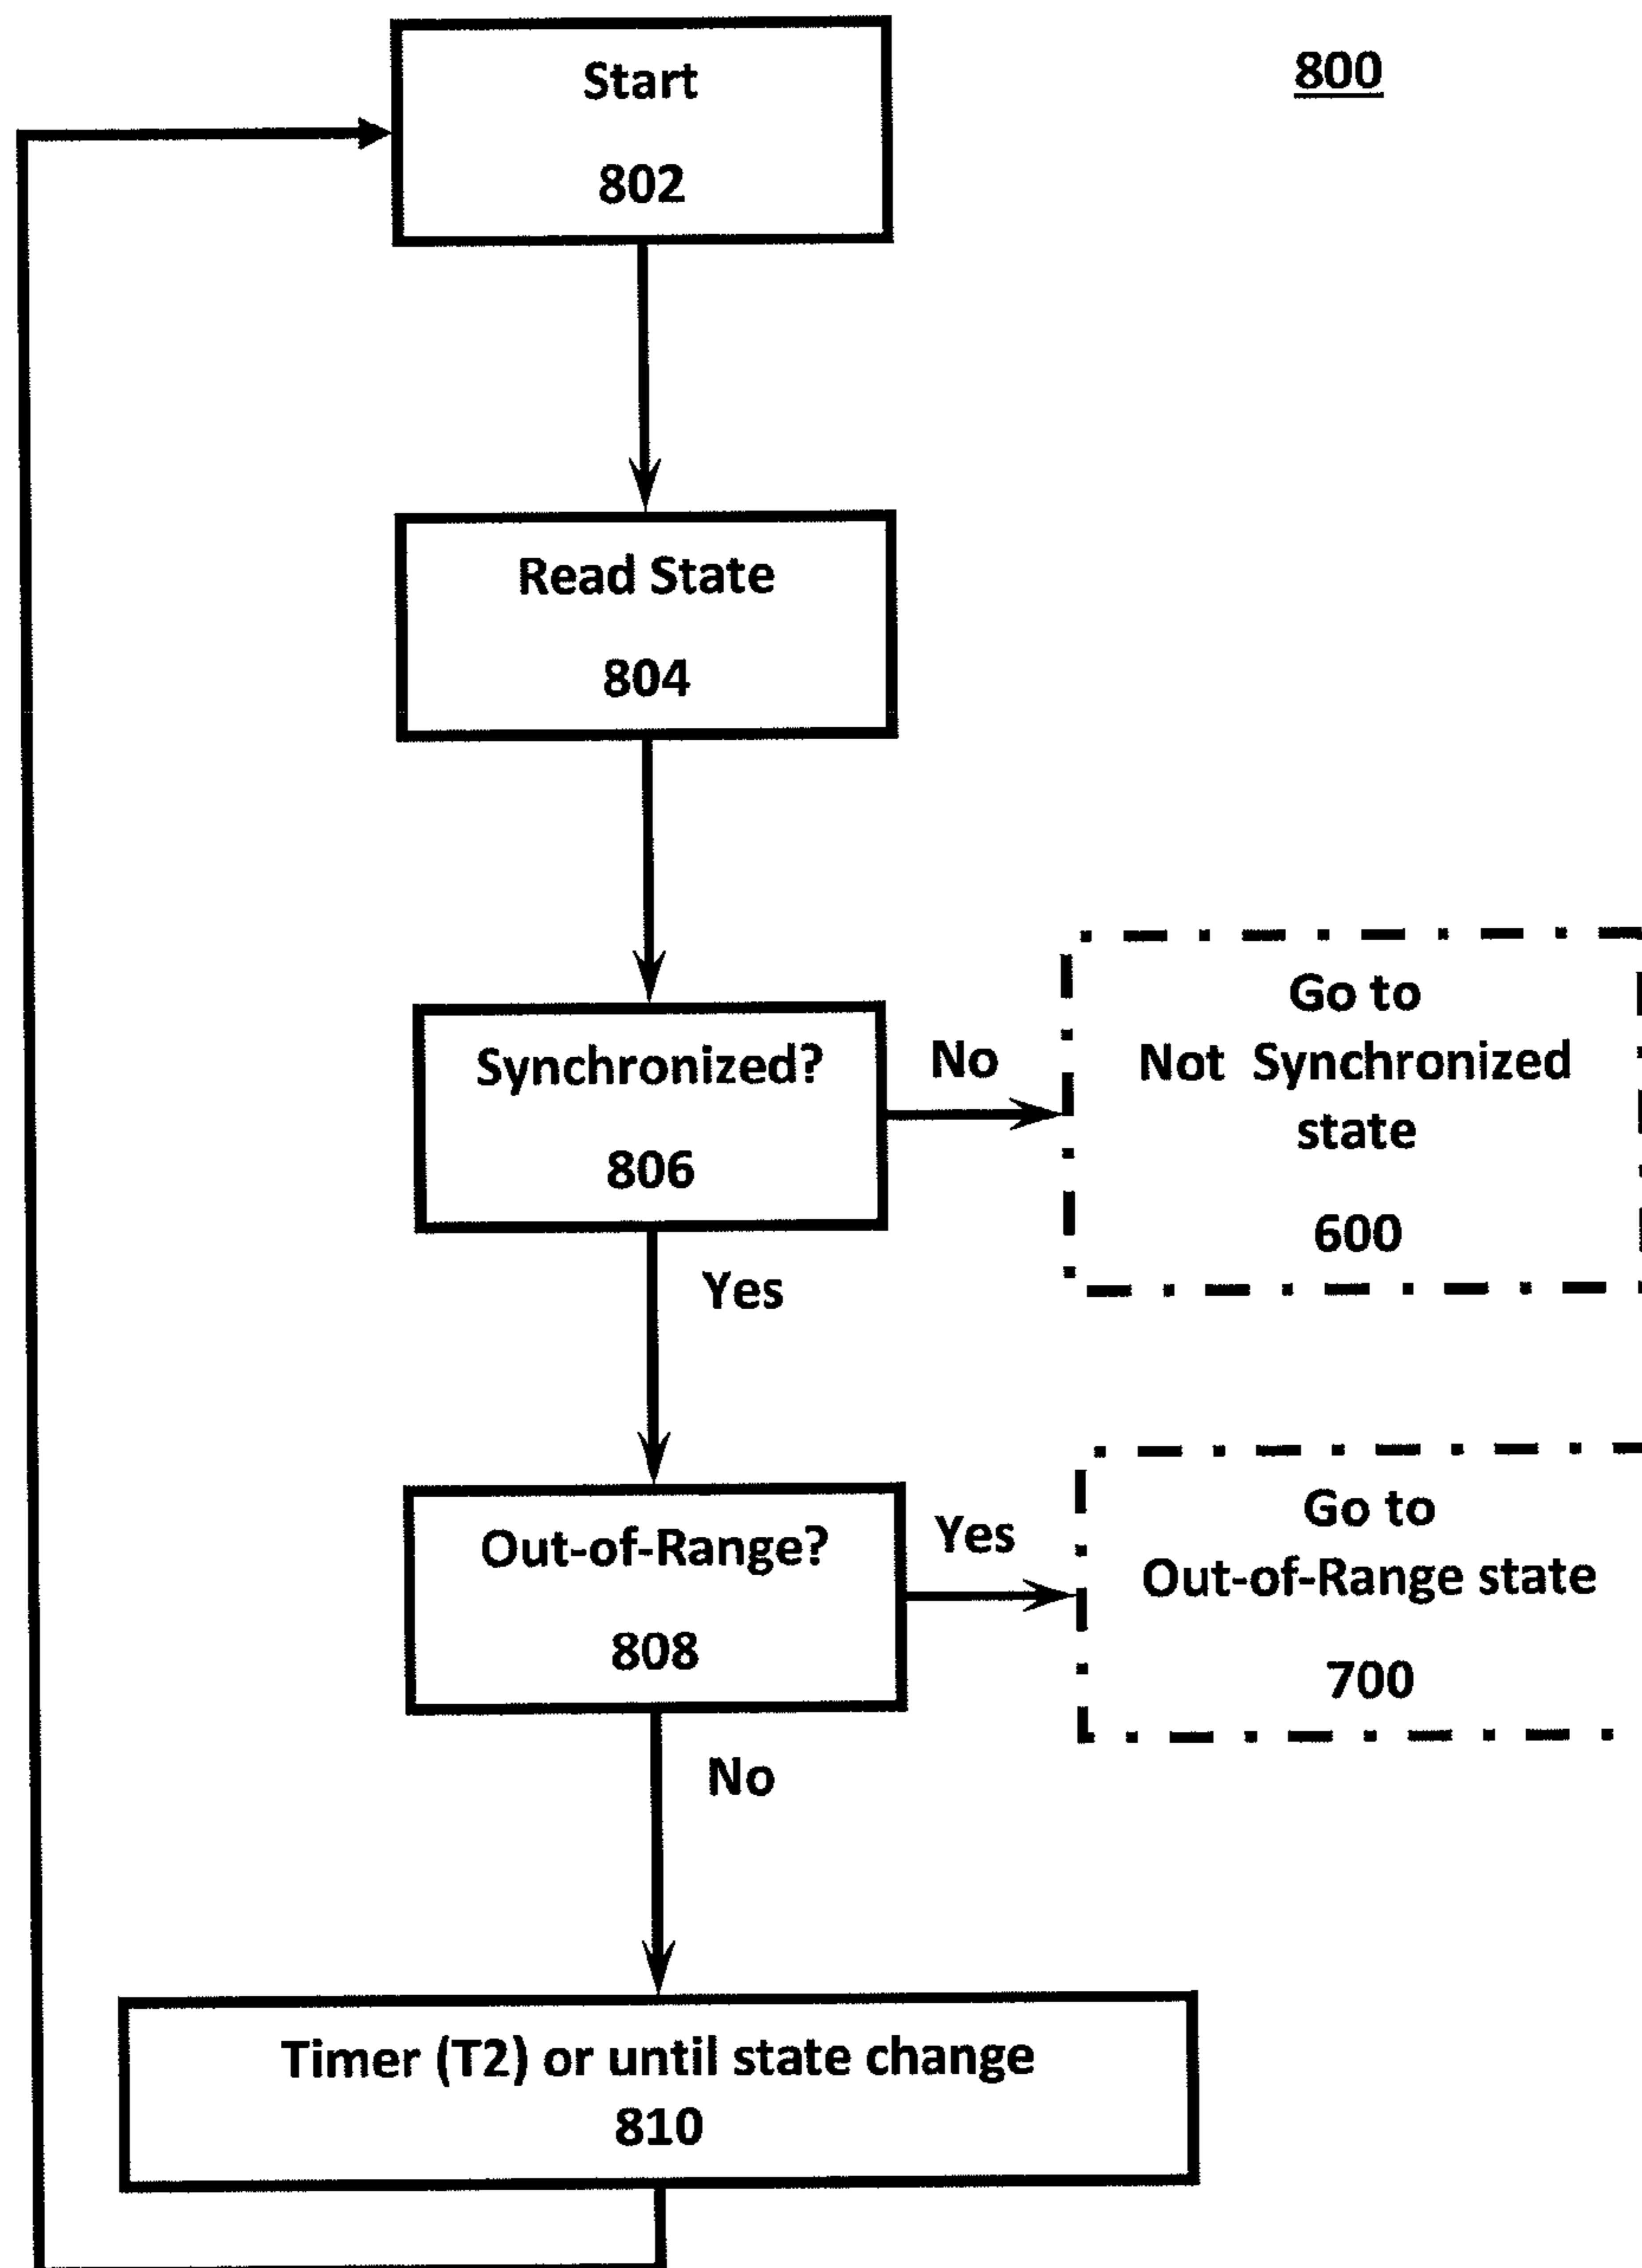 800
Start
802
Read State
804
Synchronized?
806
No
Go to
Not Synchronized
state
600
Yes
Out-of-Range?
808
Yes
Go to
Out-of-Range state
700
No
Timer (T2) or until state change
810